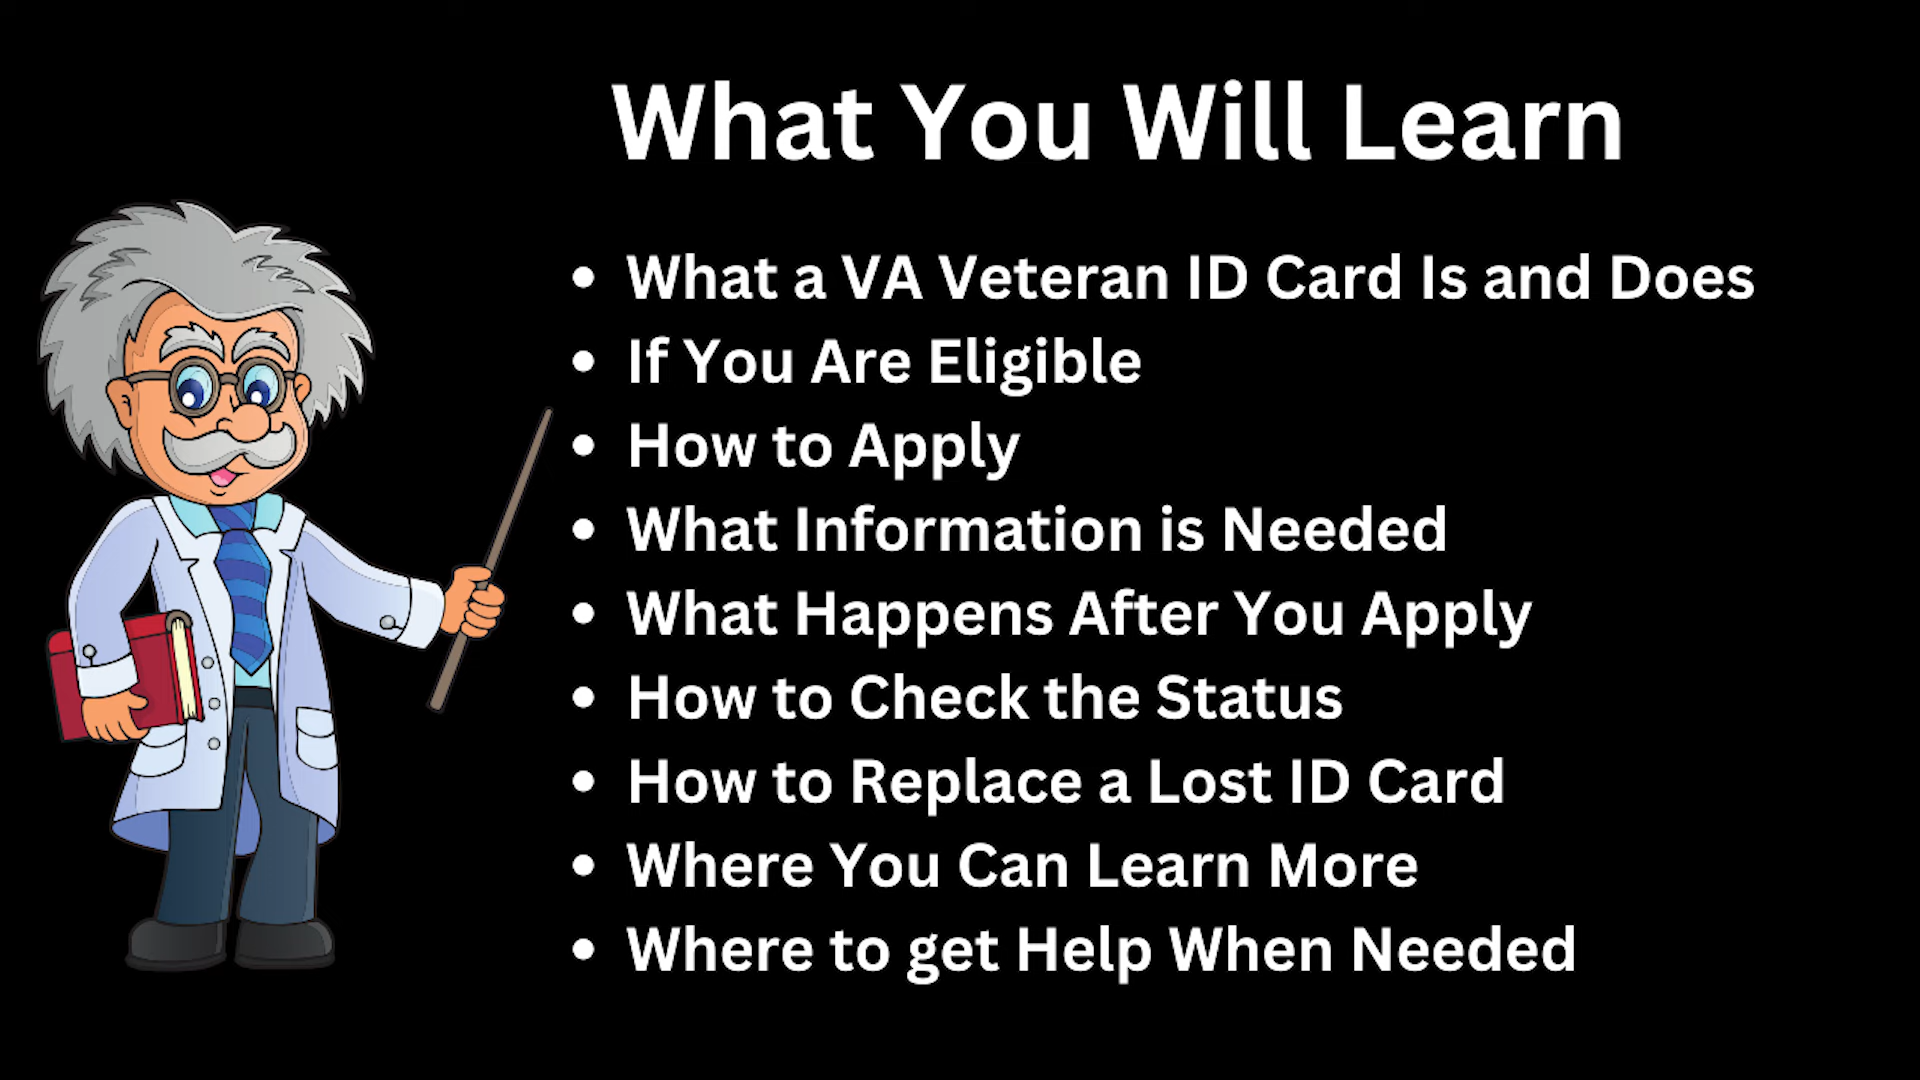 What You Will Learn
• What a VA Veteran ID Card Is and Does
• If You Are Eligible
• How to Apply
• What Information is Needed
• What Happens After You Apply
• How to Check the Status
• How to Replace a Lost ID Card
• Where You Can Learn More
• Where to get Help When Needed